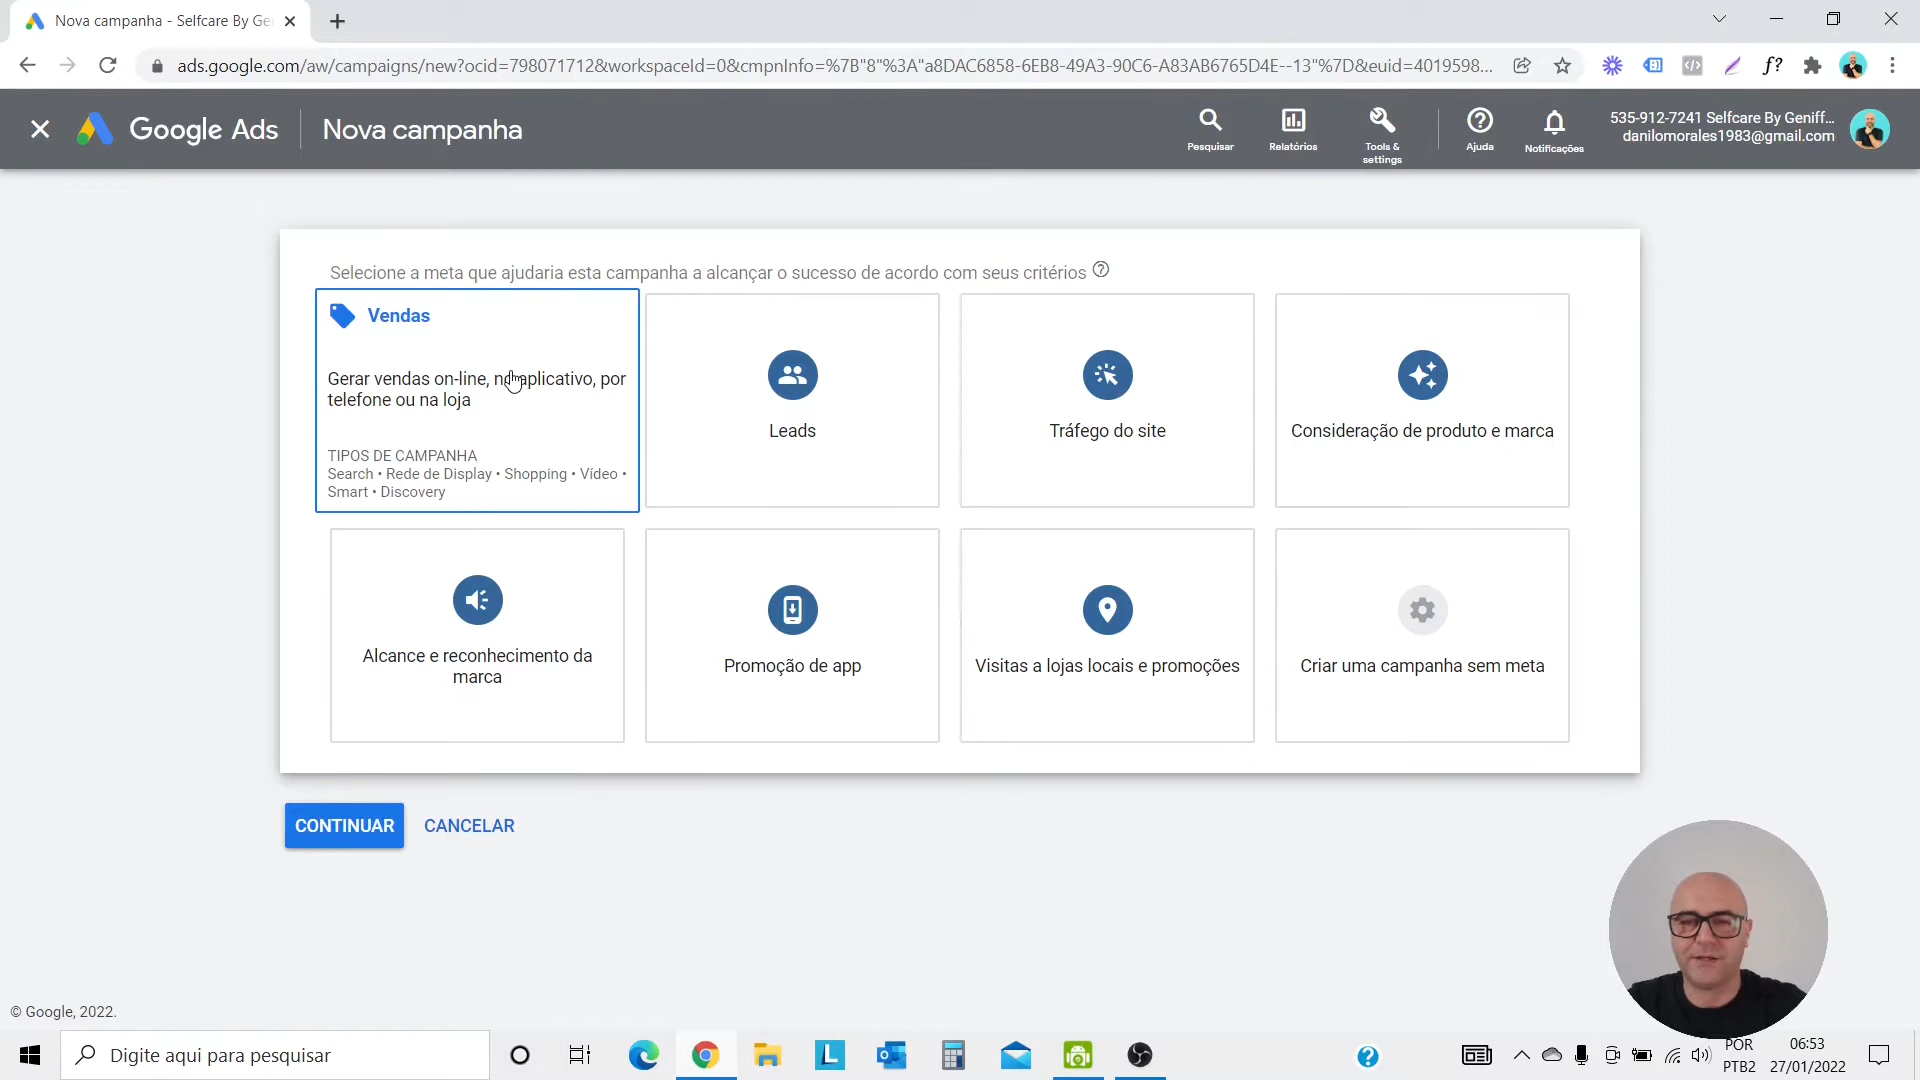 Nova campanha - Selfcare By Ge
ads.google.com/aw/campaigns/new?ocid=798071712&workspaceId=0&cmpnInfo=%7B"8"%3A"a8DAC6858-6EB8-49A3-90C6-A83AB6765D4E--13"%7D&euid=4019598...
f?
Google Ads
Nova campanha
Pesquisar
Relatórios
Tools & settings
Ajuda
Notificações
535-912-7241 Selfcare By Geniff...
danilomorales1983@gmail.com
Selecione a meta que ajudaria esta campanha a alcançar o sucesso de acordo com seus critérios
Vendas
Gerar vendas on-line, no aplicativo, por
telefone ou na loja
TIPOS DE CAMPANHA
Search • Rede de Display • Shopping • Vídeo •
Smart • Discovery
Leads
Tráfego do site
Consideração de produto e marca
Alcance e reconhecimento da
marca
Promoção de app
Visitas a lojas locais e promoções
Criar uma campanha sem meta
CONTINUAR
CANCELAR
© Google, 2022.
Digite aqui para pesquisar
L
POR
PTB2
06:53
27/01/2022